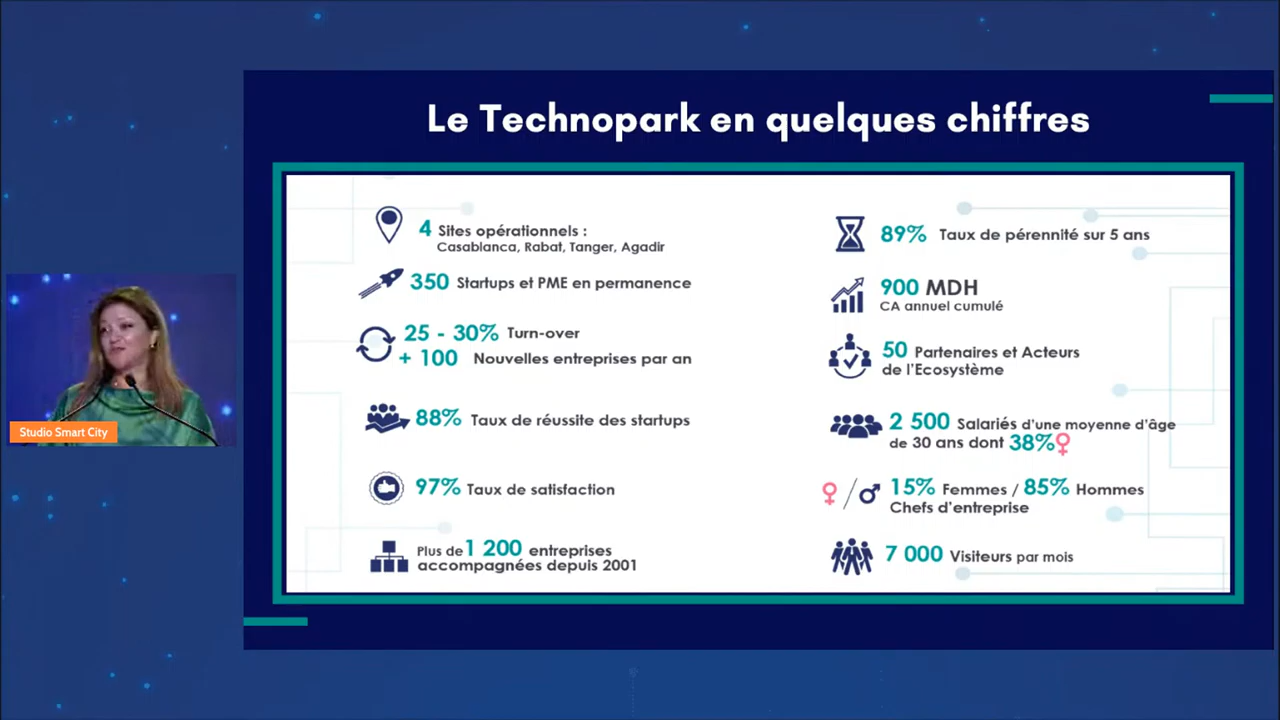 Le Technopark en quelques chiffres
4 Sites opérationnels :
Casablanca, Rabat, Tanger, Agadir
350 Startups et PME en permanence
25 - 30% Turn-over
+ 100 Nouvelles entreprises par an
88% Taux de réussite des startups
97% Taux de satisfaction
Plus de 1 200 entreprises
accompagnées depuis 2001
89% Taux de pérennité sur 5 ans
900 MDH
CA annuel cumulé
50 Partenaires et Acteurs
de l'Ecosystème
2 500 Salariés d'une moyenne d'âge
de 30 ans dont 38%♀
♀/♂ 15% Femmes / 85% Hommes
Chefs d'entreprise
7 000 Visiteurs par mois
Studio Smart City